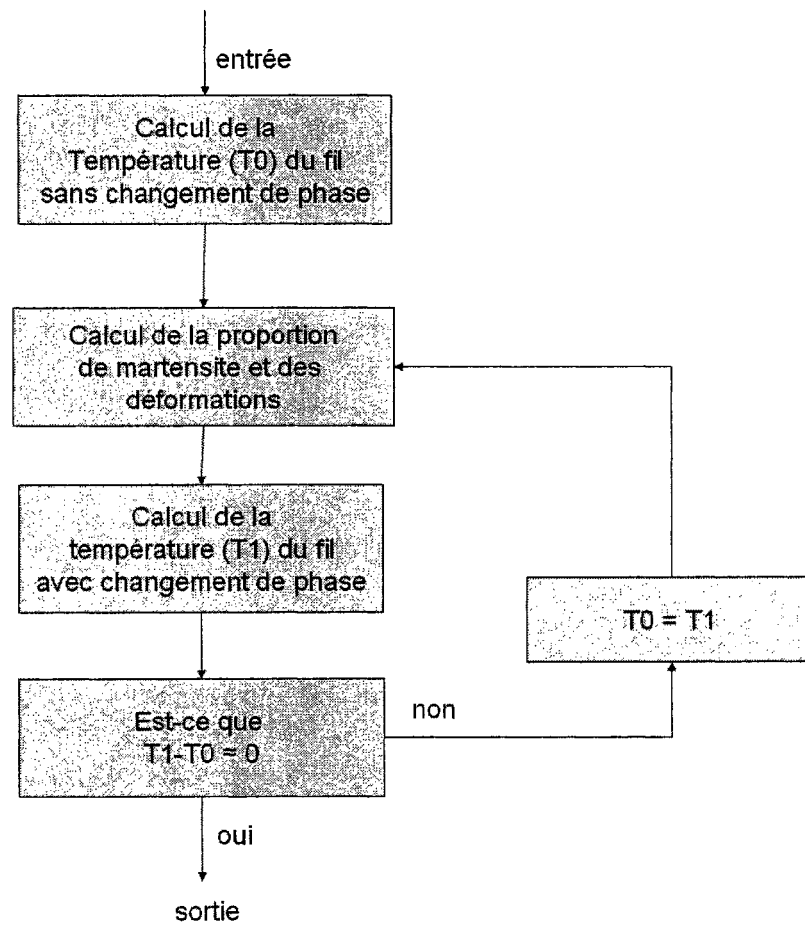 entrée
Calcul de la
Température (T0) du fil
sans changement de phase
Calcul de la proportion
de martensite et des
déformations
Calcul de la
température (T1) du fil
avec changement de phase
T0 = T1
Est-ce que
T1-T0 = 0
non
oui
sortie